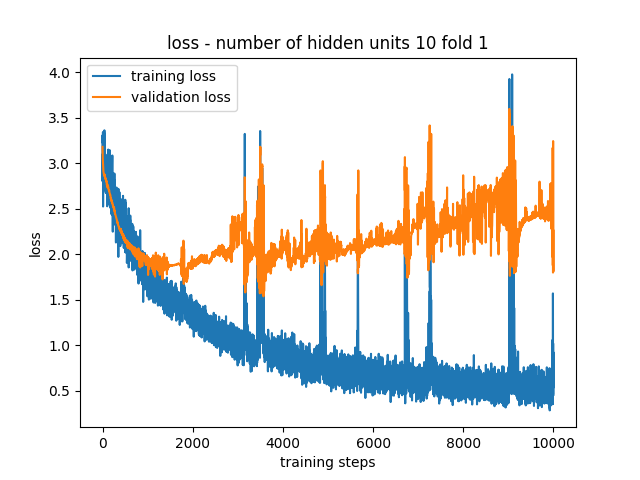 loss - number of hidden units 10 fold 1
training loss
validation loss
4.0
3.5
3.0
2.5
2.0
1.5
1.0
0.5
loss
0 2000 4000 6000 8000 10000
training steps